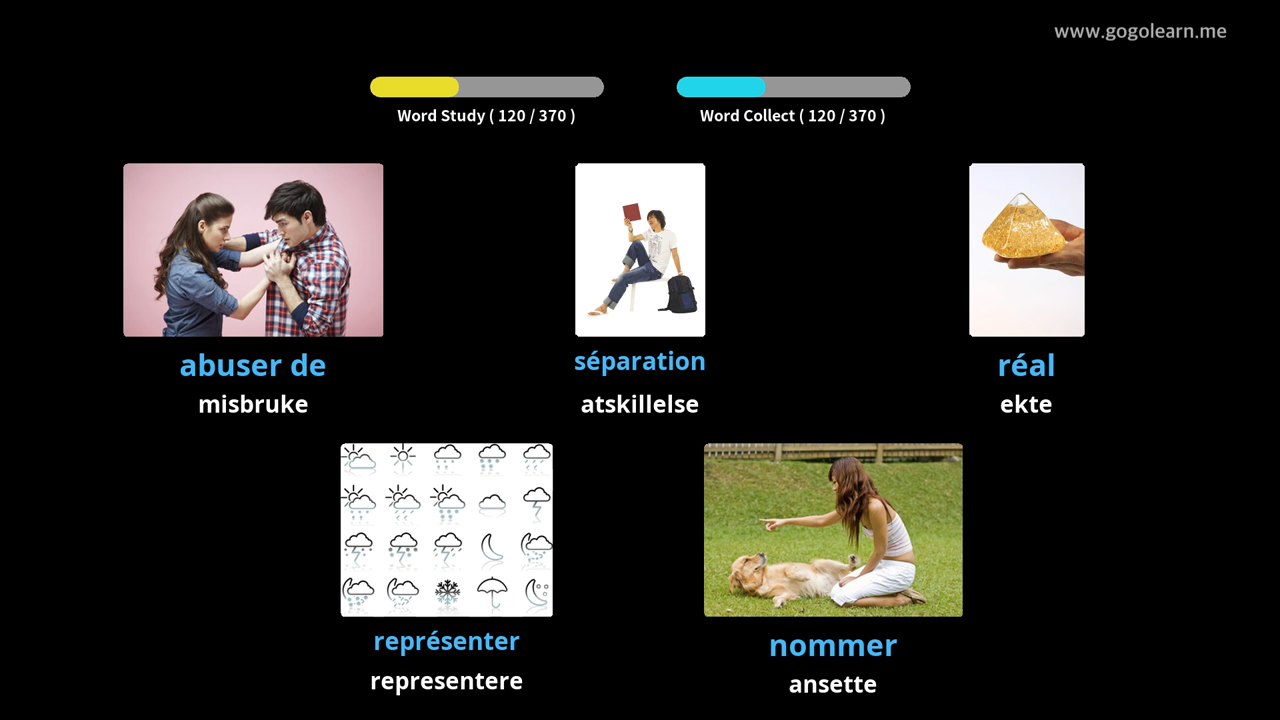 www.gogolearn.me
Word Study ( 120 / 370 )
Word Collect ( 120 / 370 )
abuser de
misbruke
séparation
atskillelse
réal
ekte
représenter
representere
nommer
ansette